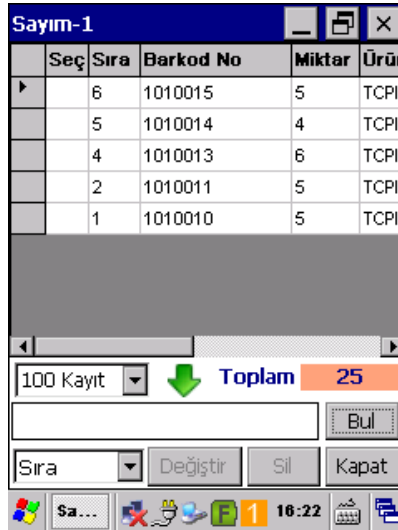 Sayım-1
Seç Sıra Barkod No Miktar Ürün
6 1010015 5 TCPI
5 1010014 4 TCPI
4 1010013 6 TCPI
2 1010011 5 TCPI
1 1010010 5 TCPI
100 Kayıt Toplam 25
Bul
Sıra Değiştir Sil Kapat
Sa... F 1 16:22